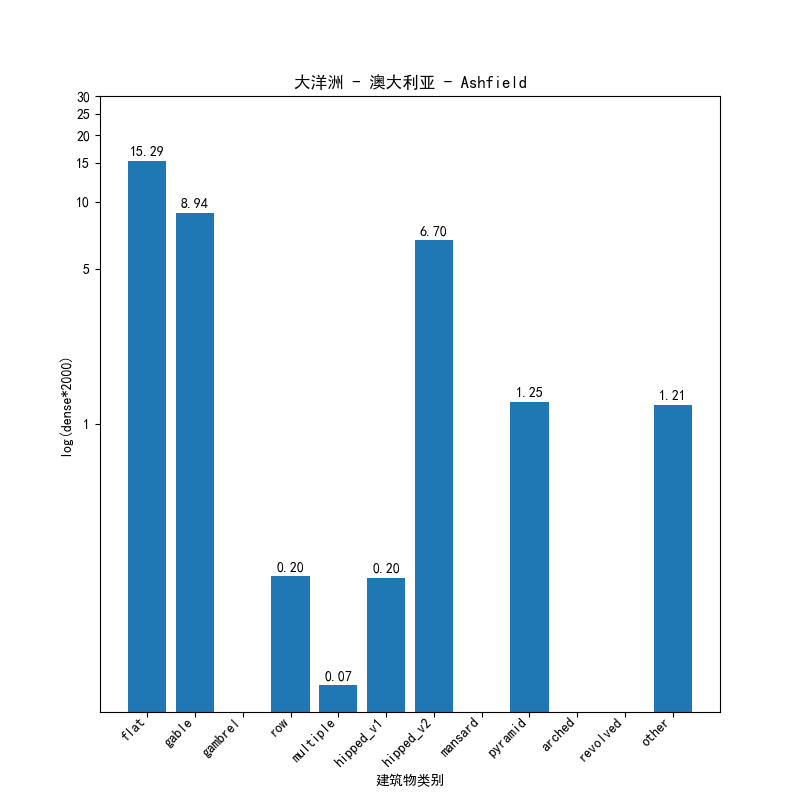 大洋洲 - 澳大利亚 - Ashfield
30
25
20
15
10
5
1
log(dense*2000)
15.29
8.94
0.20
0.07
0.20
6.70
1.25
1.21
flat
gable
gambrel
row
multiple
hipped_v1
hipped_v2
mansard
pyramid
arched
revolved
other
建筑物类别